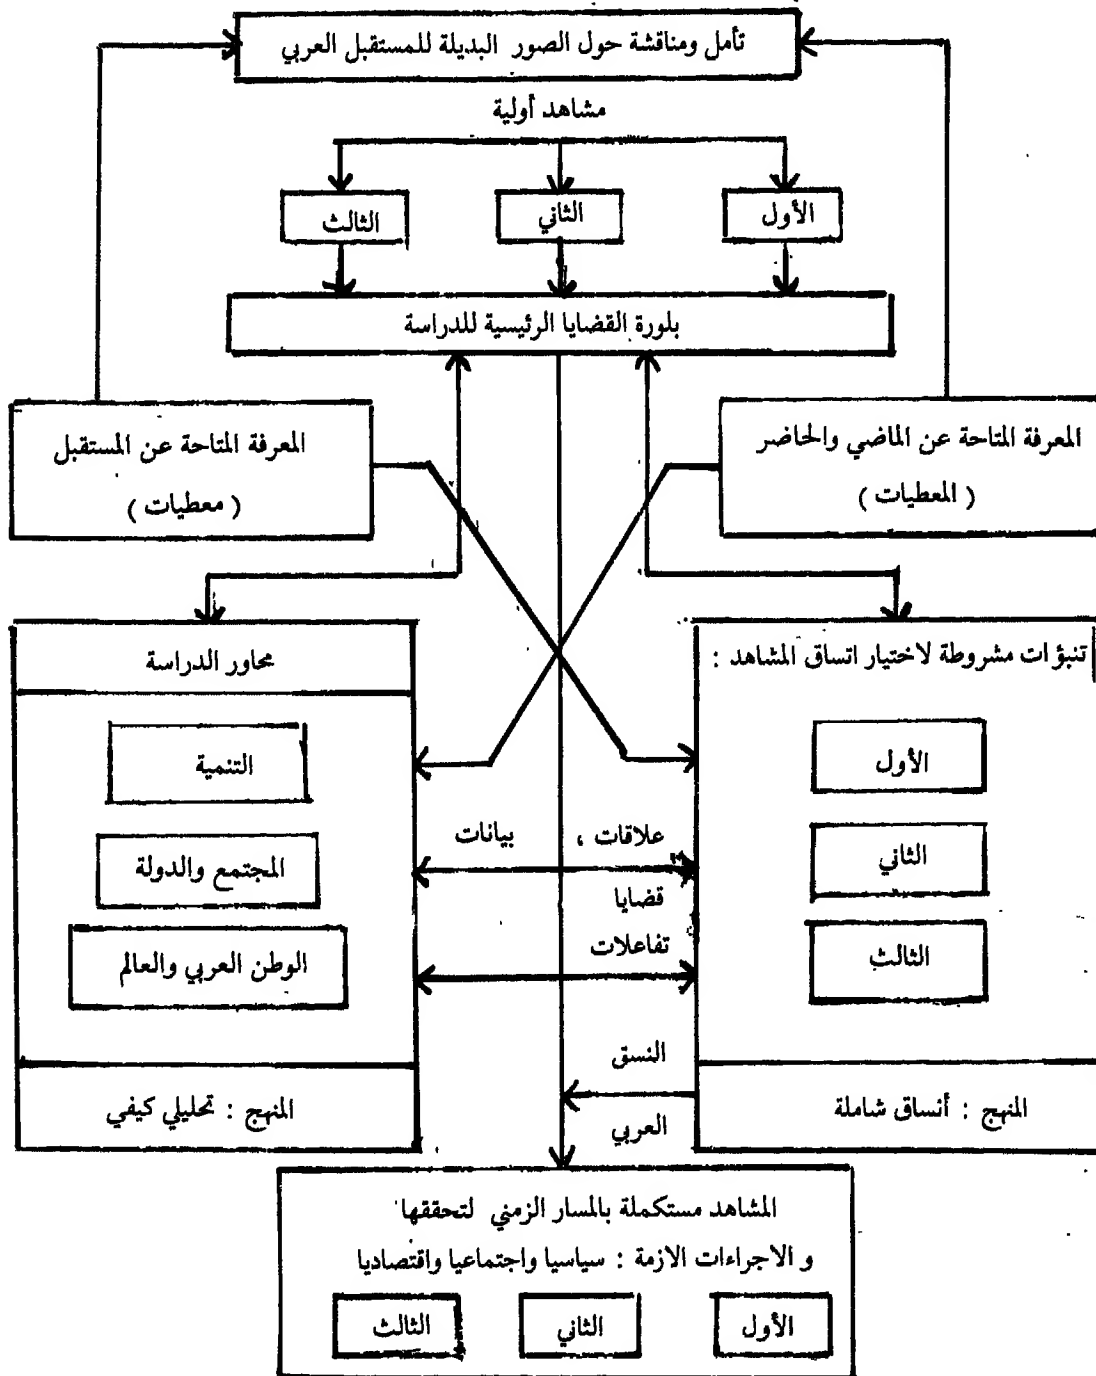 تأمل ومناقشة حول الصور البديلة للمستقبل العربي
مشاهد أولية
الأول
الثاني
الثالث
بلورة القضايا الرئيسية للدراسة
المعرفة المتاحة عن الماضي والحاضر
( المعطيات )
المعرفة المتاحة عن المستقبل
( معطيات )
تنبؤات مشروطة لاختيار اتساق المشاهد :
الأول
الثاني
الثالث
المنهج : أنساق شاملة
علاقات ، بيانات
قضايا
تفاعلات
النسق
العربي
محاور الدراسة
التنمية
المجتمع والدولة
الوطن العربي والعالم
المنهج : تحليلي كيفي
المشاهد مستكملة بالمسار الزمني لتحققها
و الاجراءات الازمة : سياسيا واجتماعيا واقتصاديا
الأول
الثاني
الثالث